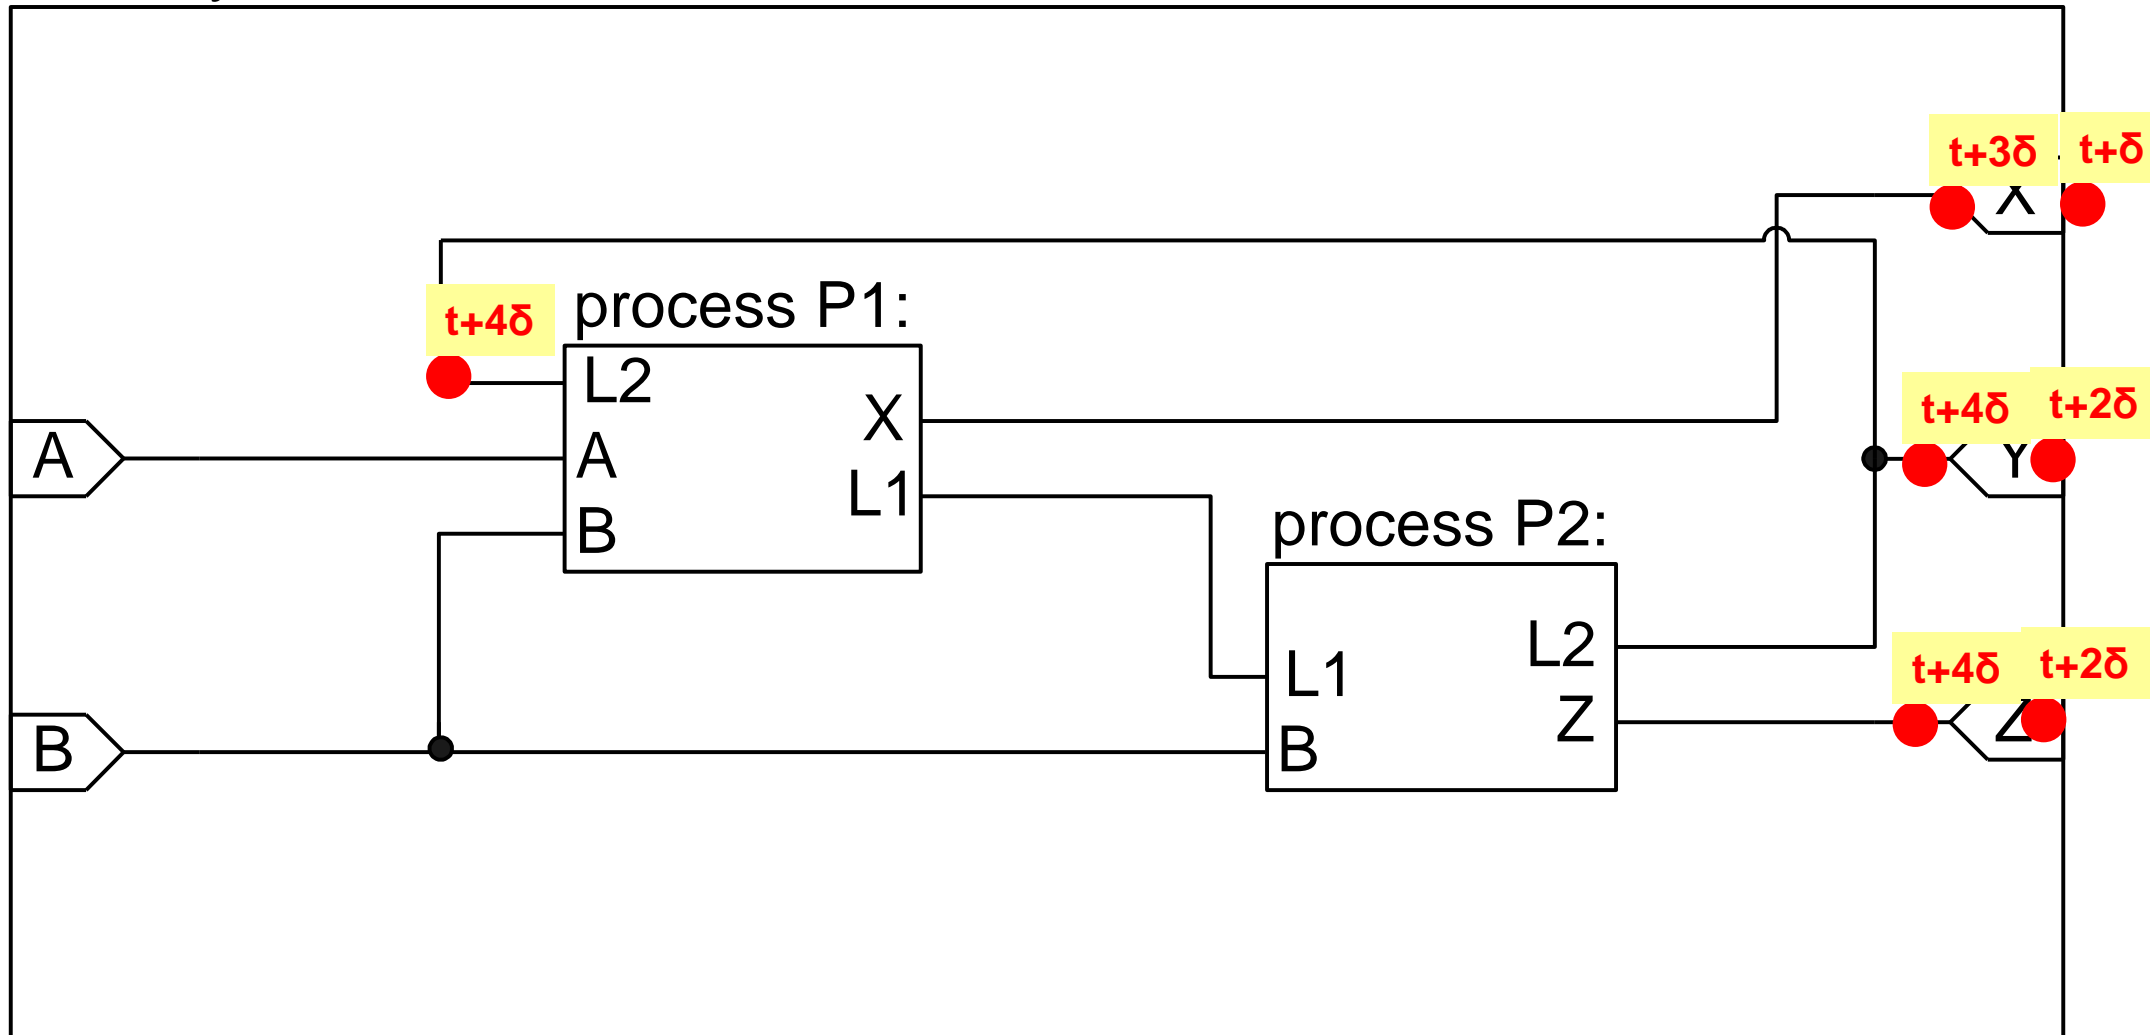 t+3δ
t+δ
X
process P1:
t+4δ
L2
X
A
A
L1
B
t+4δ
t+2δ
Y
process P2:
L2
L1
Z
B
B
t+4δ
t+2δ
Z